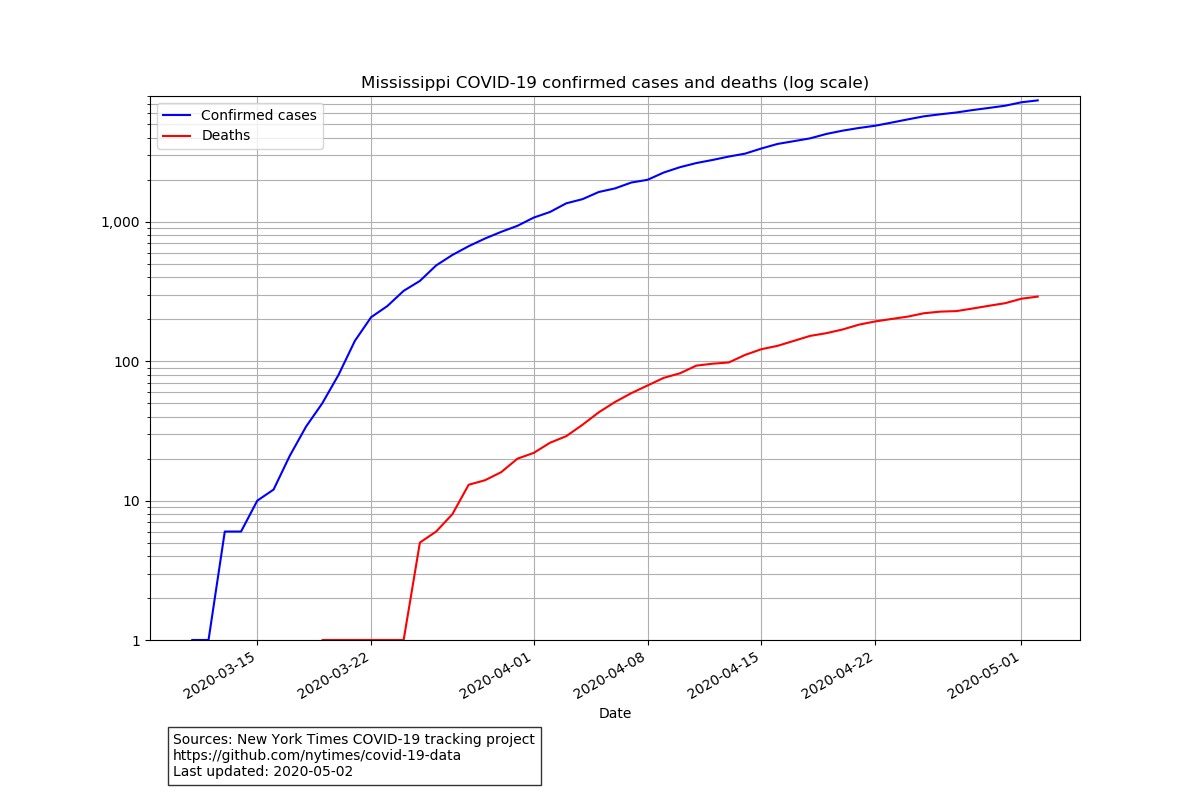 Mississippi COVID-19 confirmed cases and deaths (log scale)
Confirmed cases
Deaths
1,000
100
10
1
2020-03-15
2020-03-22
2020-04-01
2020-04-08
2020-04-15
2020-04-22
2020-05-01
Date
Sources: New York Times COVID-19 tracking project
https://github.com/nytimes/covid-19-data
Last updated: 2020-05-02